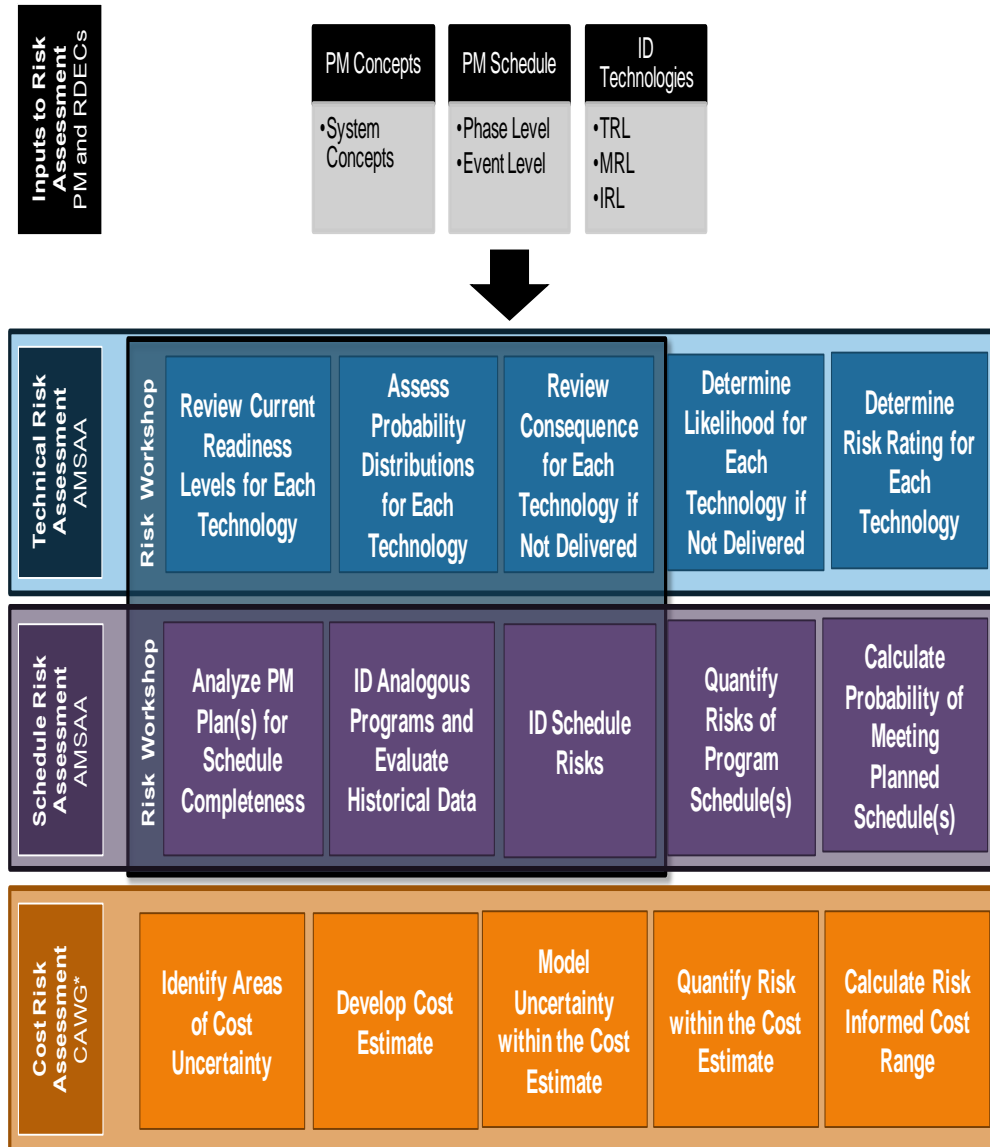 Inputs to Risk
Assessment
PM and RDECs
PM Concepts
•System
Concepts
PM Schedule
•Phase Level
•Event Level
ID
Technologies
•TRL
•MRL
•IRL
Technical Risk
Assessment
AMSAA
Risk Workshop
Review Current
Readiness
Levels for Each
Technology
Assess
Probability
Distributions
for Each
Technology
Review
Consequence
for Each
Technology if
Not Delivered
Determine
Likelihood for
Each
Technology if
Not Delivered
Determine
Risk Rating for
Each
Technology
Schedule Risk
Assessment
AMSAA
Risk Workshop
Analyze PM
Plan(s) for
Schedule
Completeness
ID Analogous
Programs and
Evaluate
Historical Data
ID Schedule
Risks
Quantify
Risks of
Program
Schedule(s)
Calculate
Probability of
Meeting
Planned
Schedule(s)
Cost Risk
Assessment
CAWG*
Identify Areas
of Cost
Uncertainty
Develop Cost
Estimate
Model
Uncertainty
within the Cost
Estimate
Quantify Risk
within the Cost
Estimate
Calculate Risk
Informed Cost
Range